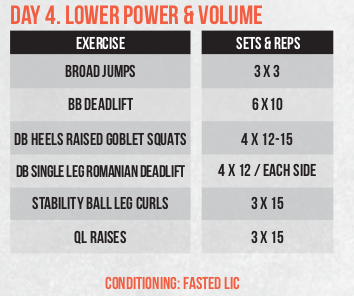 DAY 4. LOWER POWER & VOLUME
EXERCISE SETS & REPS
BROAD JUMPS 3 X 3
BB DEADLIFT 6 X 10
DB HEELS RAISED GOBLET SQUATS 4 X 12-15
DB SINGLE LEG ROMANIAN DEADLIFT 4 X 12 / EACH SIDE
STABILITY BALL LEG CURLS 3 X 15
QL RAISES 3 X 15
CONDITIONING: FASTED LIC